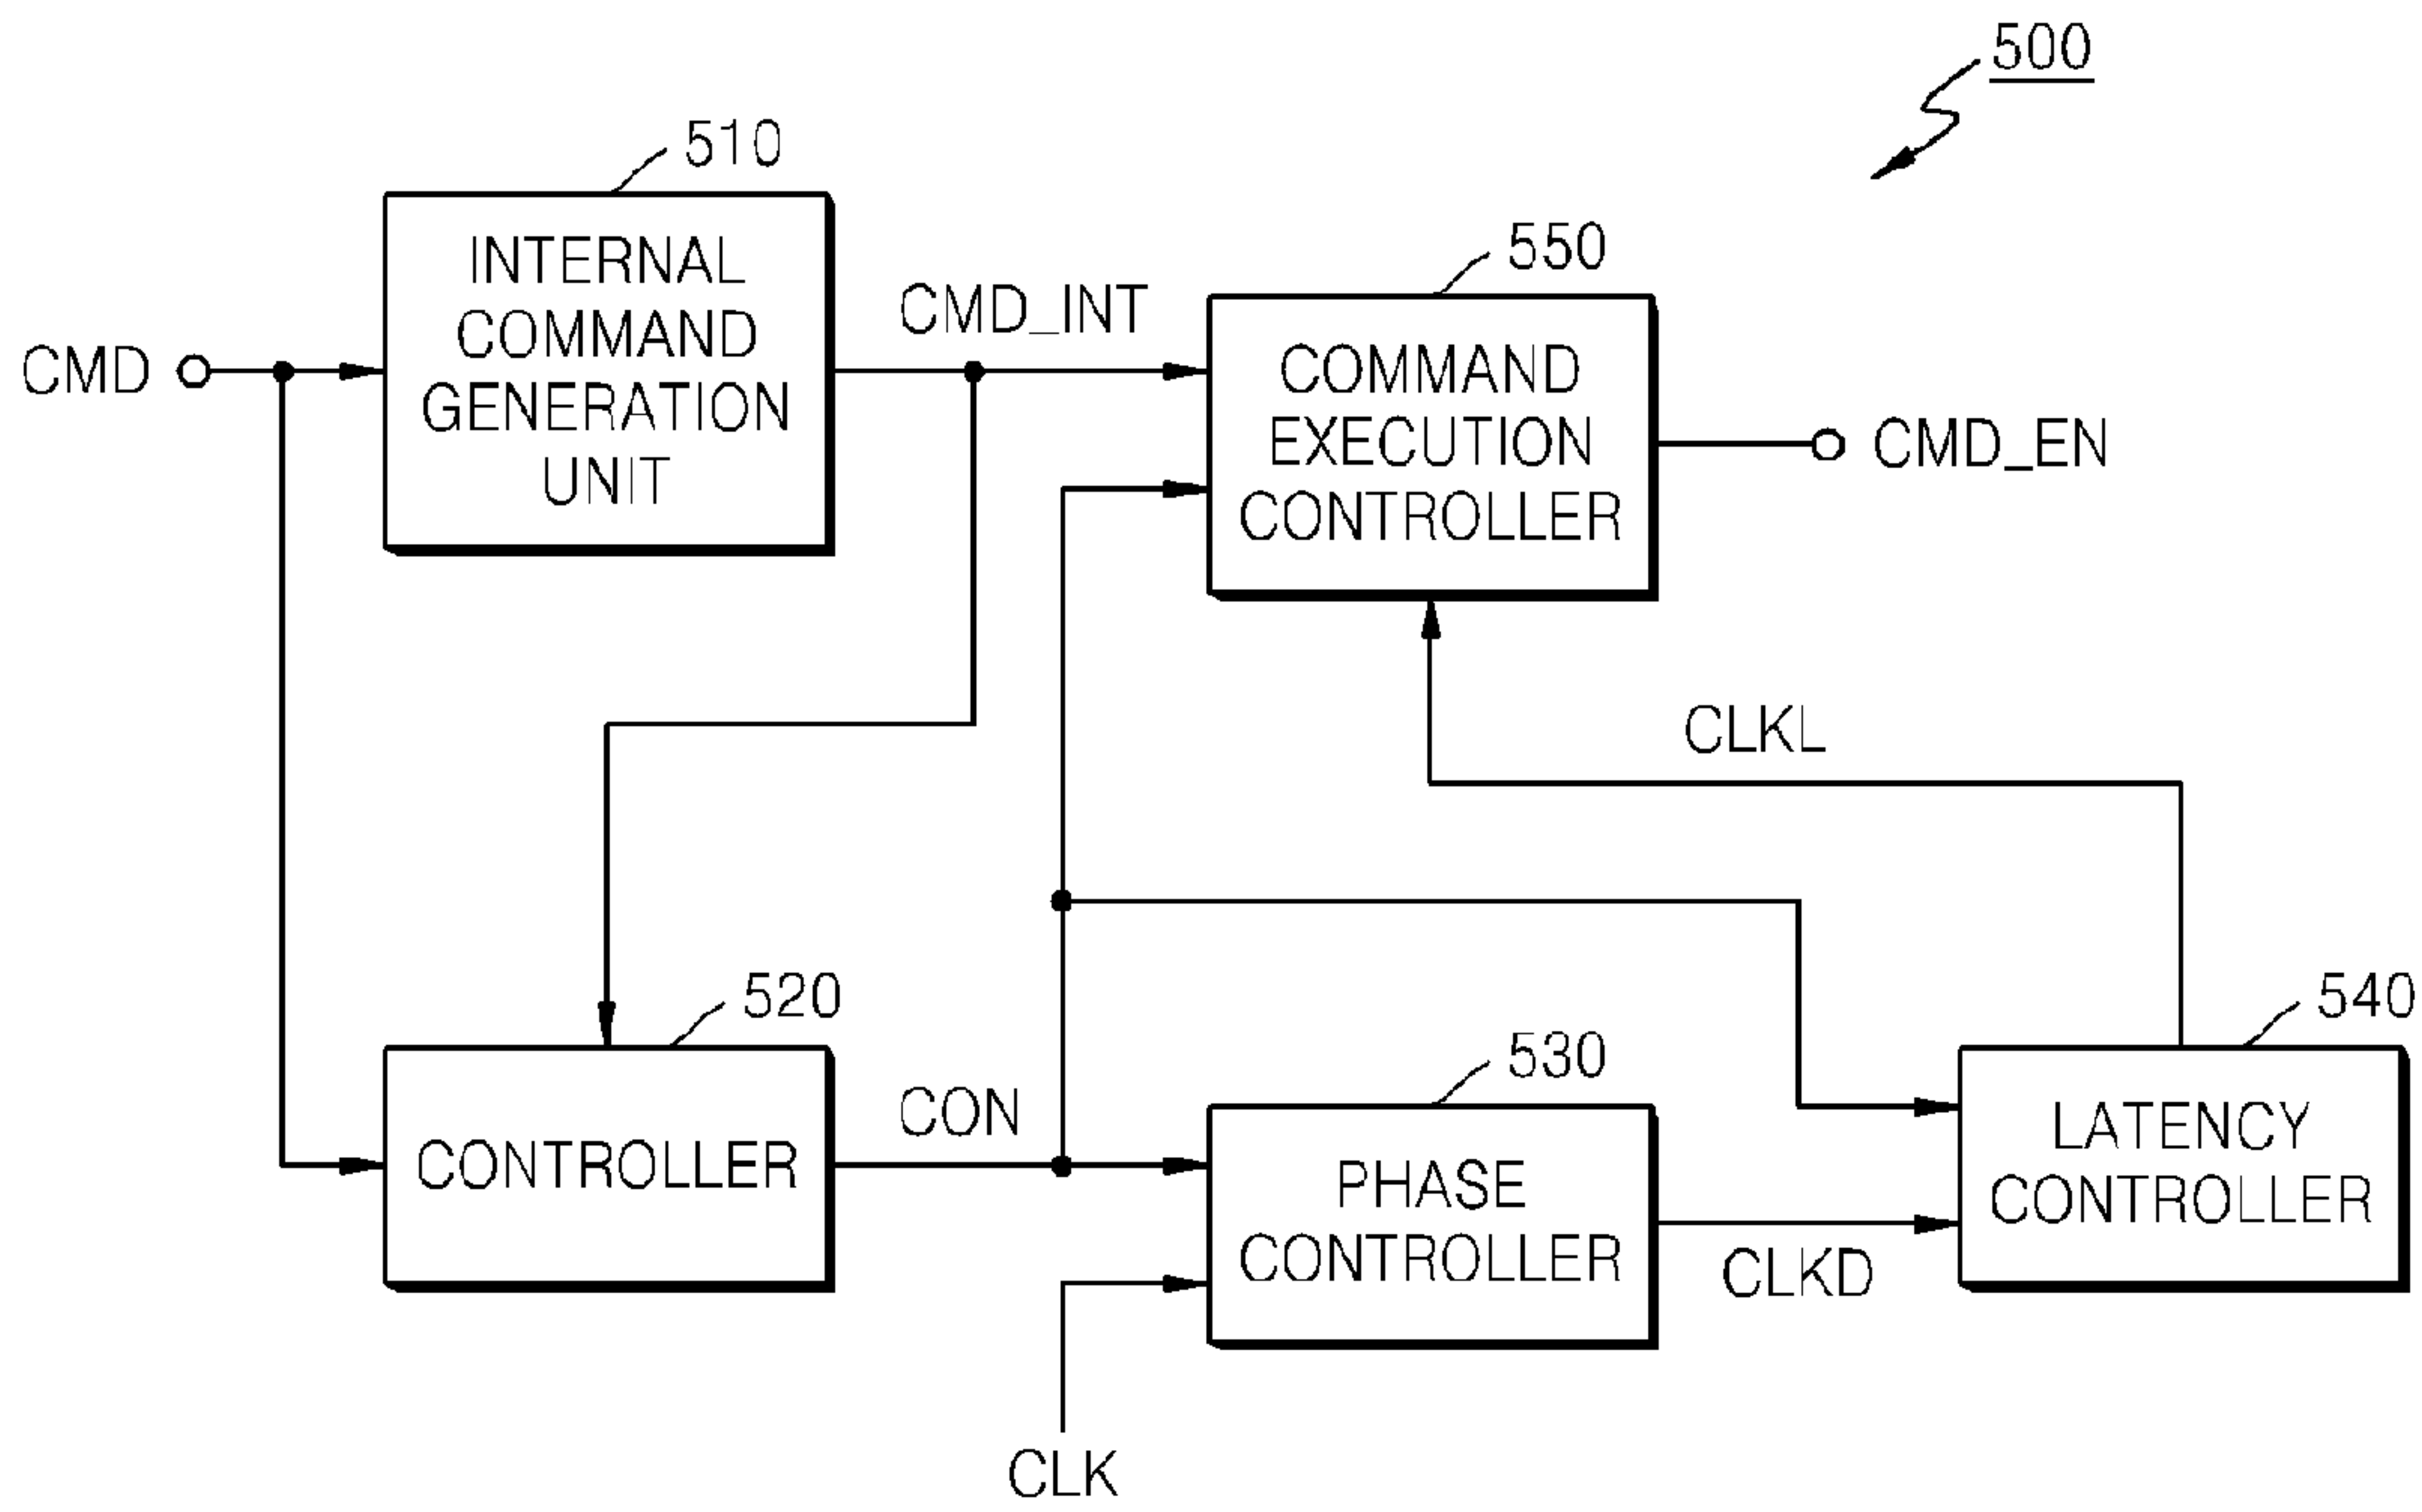 500
510
INTERNAL
COMMAND
GENERATION
UNIT
CMD
CMD_INT
550
COMMAND
EXECUTION
CONTROLLER
CMD_EN
CLKL
520
CONTROLLER
CON
530
PHASE
CONTROLLER
CLK
CLKD
540
LATENCY
CONTROLLER